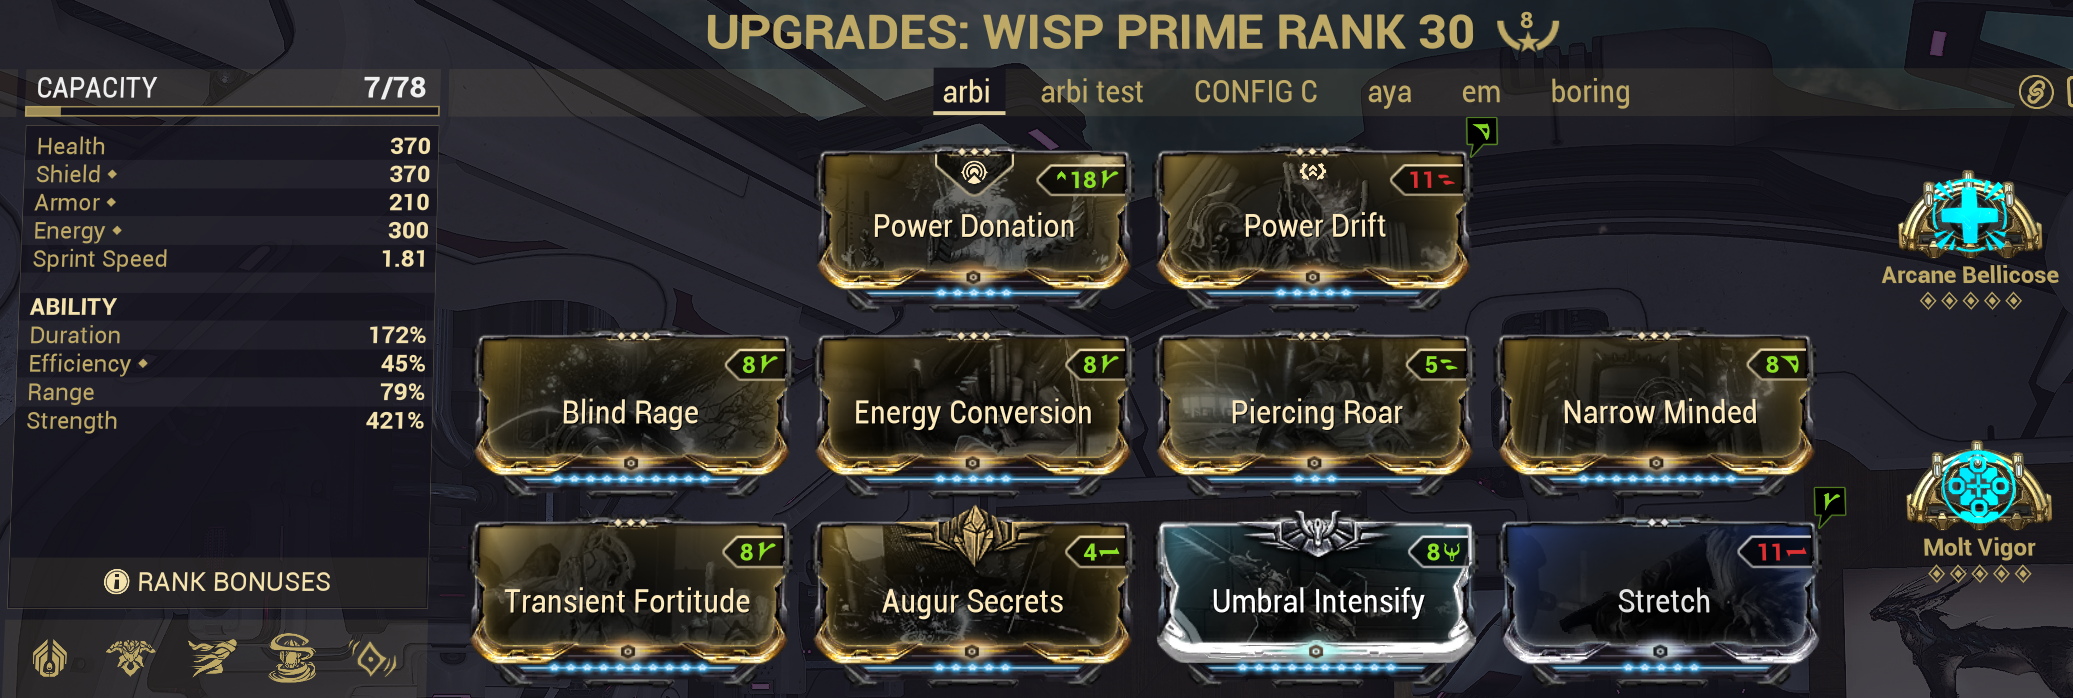 UPGRADES: WISP PRIME RANK 30
8
CAPACITY 7/78
arbi arbi test CONFIG C aya em boring
Health 370
Shield 370
Armor 210
Energy 300
Sprint Speed 1.81
ABILITY
Duration 172%
Efficiency 45%
Range 79%
Strength 421%
RANK BONUSES
18
Power Donation
11
Power Drift
Arcane Bellicose
8
Blind Rage
8
Energy Conversion
5
Piercing Roar
8
Narrow Minded
8
Transient Fortitude
4
Augur Secrets
8
Umbral Intensify
11
Stretch
Molt Vigor